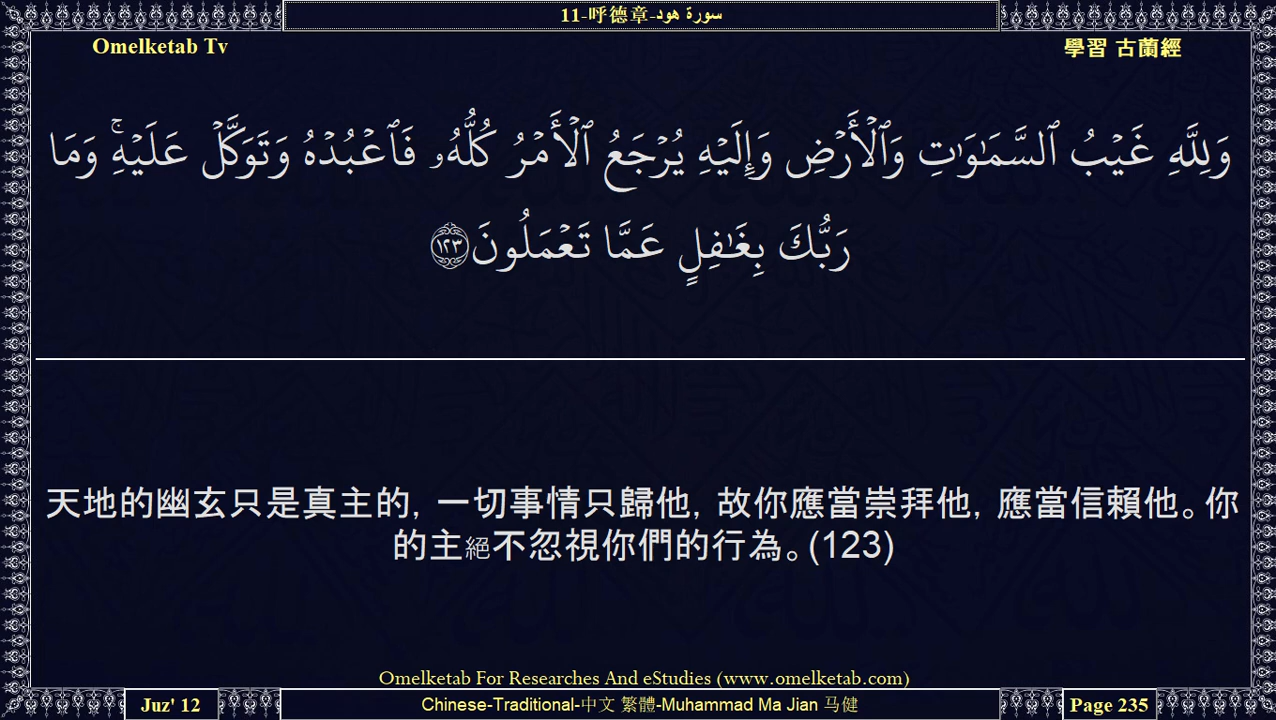 11-呼德章-سورة هود
Omelketab Tv
學習 古蘭經
وَلِلَّهِ غَيۡبُ ٱلسَّمَٰوَٰتِ وَٱلۡأَرۡضِ وَإِلَيۡهِ يُرۡجَعُ ٱلۡأَمۡرُ كُلُّهُۥ فَٱعۡبُدۡهُ وَتَوَكَّلۡ عَلَيۡهِۚ وَمَا
رَبُّكَ بِغَٰفِلٍ عَمَّا تَعۡمَلُونَ ١٢٣
天地的幽玄只是真主的, 一切事情只歸他, 故你應當崇拜他, 應當信賴他。你
的主絕不忽視你們的行為。(123)
Omelketab For Researches And eStudies (www.omelketab.com)
Juz' 12
Chinese-Traditional-中文 繁體-Muhammad Ma Jian 马健
Page 235